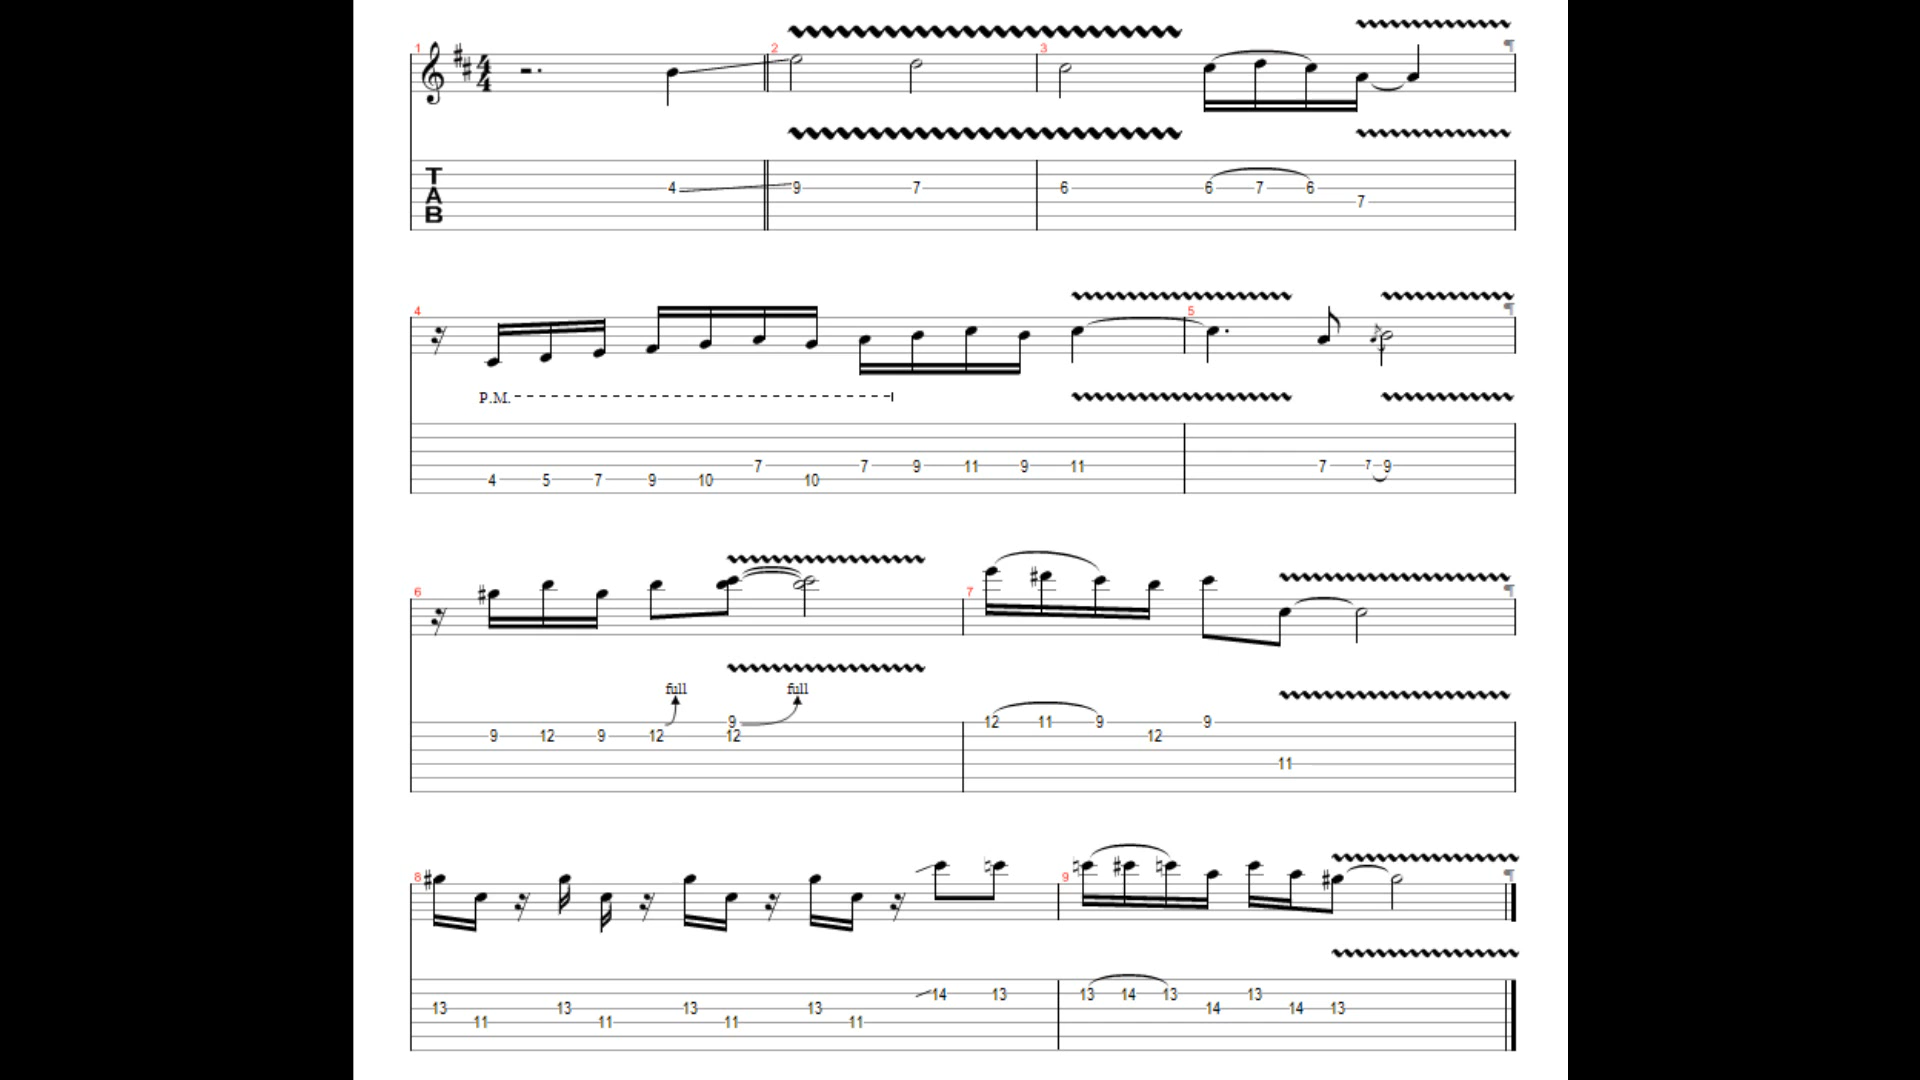 1 2 3
4
4
T
A
B
4 9 7 6 6 7 6 7
4 5
P.M.
4 5 7 9 10 7 10 7 9 11 9 11 7 7 9
6 7
full full
9 12 9 12 9 12 12 11 9 12 9 11
8 9
13 11 13 11 13 11 13 11 14 13 13 14 13 14 13 14 13